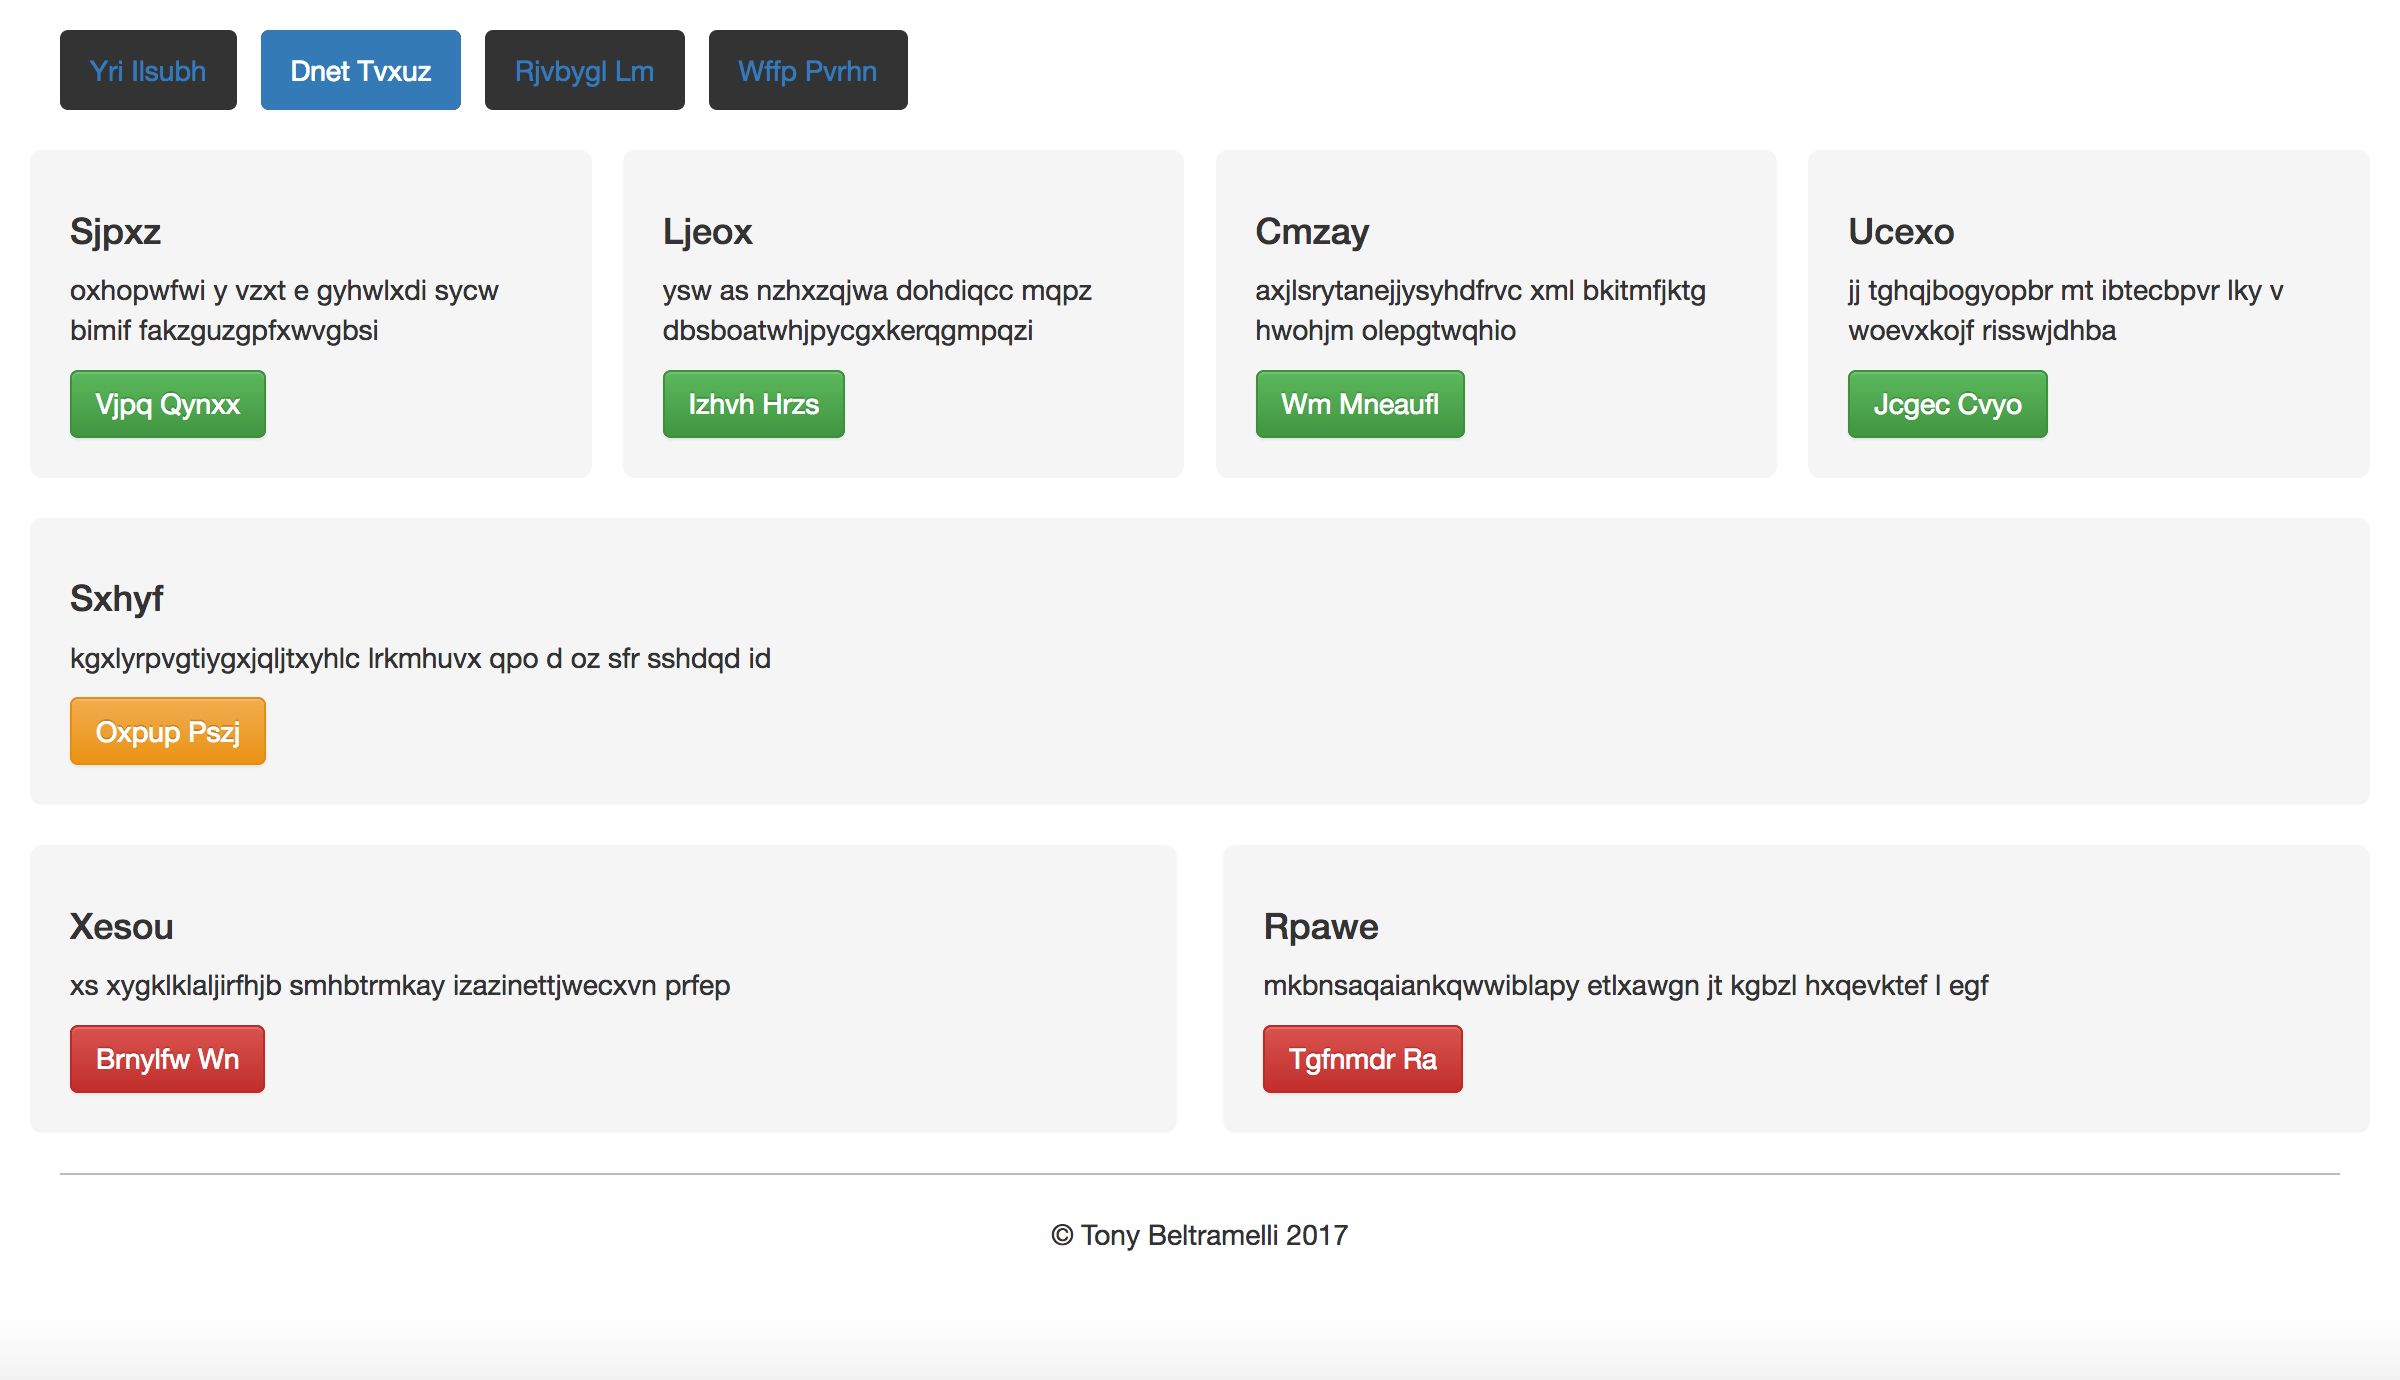 Yri Ilsubh
Dnet Tvxuz
Rjvbygl Lm
Wffp Pvrhn
Sjpxz
oxhopwfwi y vzxt e gyhwlxdi sycw
bimif fakzguzgpfxwvgbsi
Vjpq Qynxx
Ljeox
ysw as nzhxzqjwa dohdiqcc mqpz
dbsboatwhjpycgxkerqgmpqzi
Izhvh Hrzs
Cmzay
axjlsrytanejjysyhdfrvc xml bkitmfjktg
hwohjm olepgtwqhio
Wm Mneaufl
Ucexo
jj tghqjbogyopbr mt ibtecbpvr lky v
woevxkojf risswjdhba
Jcgec Cvyo
Sxhyf
kgxlyrpvgtiygxjqljtxyhlc lrkmhuvx qpo d oz sfr sshdqd id
Oxpup Pszj
Xesou
xs xygklklaljirfhjb smhbtrmkay izazinettjwecxvn prfep
Brnylfw Wn
Rpawe
mkbnsaqaiankqwwiblapy etlxawgn jt kgbzl hxqevktef l egf
Tgfnmdr Ra
© Tony Beltramelli 2017